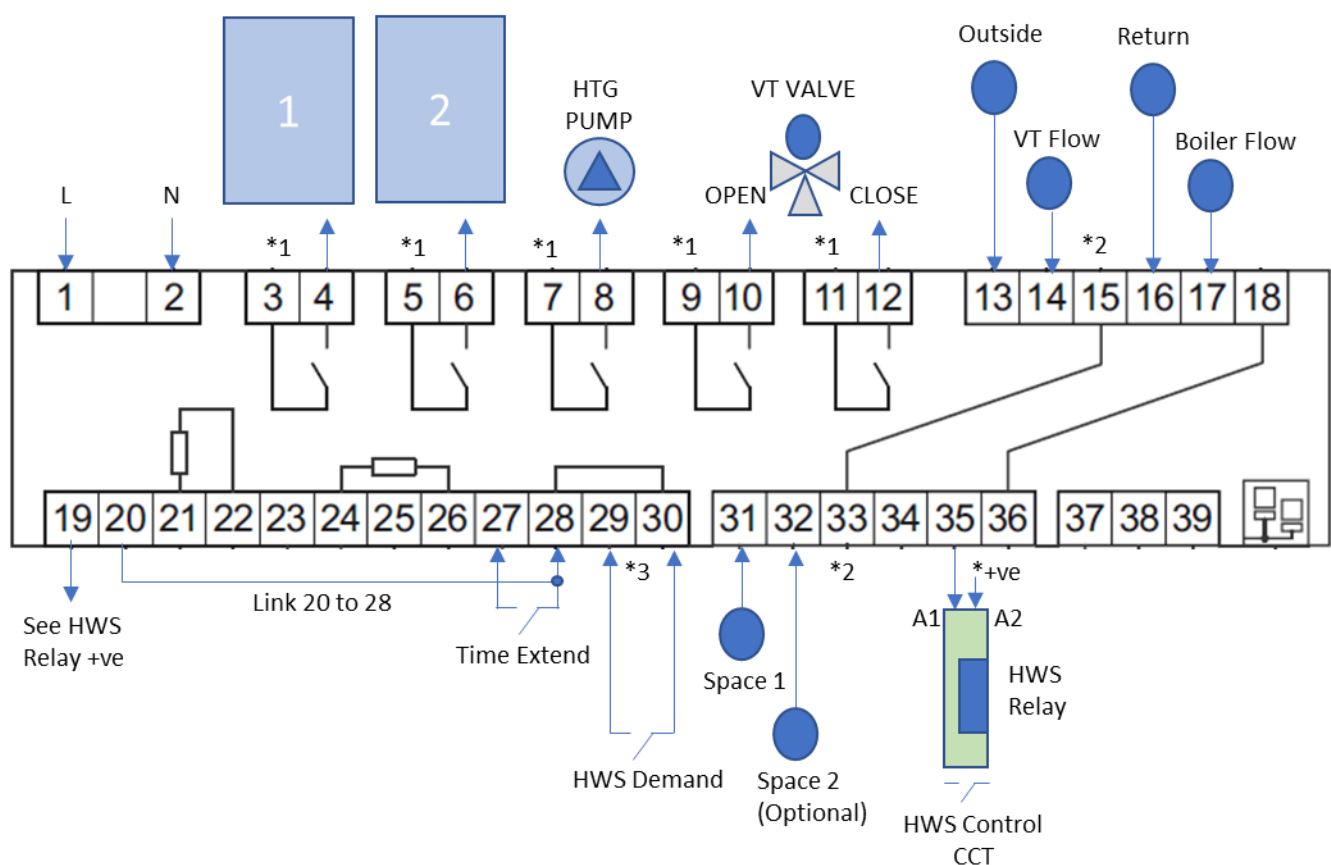 Outside
Return
1
2
HTG
PUMP
VT VALVE
VT Flow
Boiler Flow
L
N
OPEN
CLOSE
*1
*1
*1
*1
*1
*2
1 2 3 4 5 6 7 8 9 10 11 12 13 14 15 16 17 18
19 20 21 22 23 24 25 26 27 28 29 30 31 32 33 34 35 36 37 38 39
*3
*2
*+ve
Link 20 to 28
A1
A2
See HWS
Relay +ve
Time Extend
Space 1
HWS
Relay
HWS Demand
Space 2
(Optional)
HWS Control
CCT